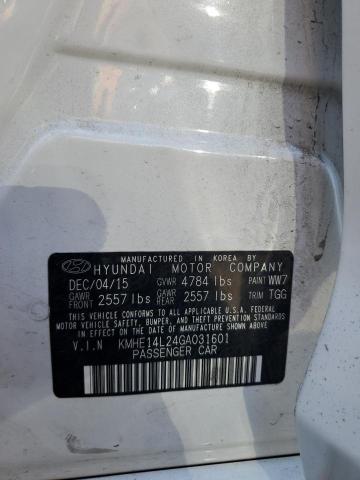 MANUFACTURED IN KOREA BY
HYUNDAI MOTOR COMPANY
DEC/04/15 GVWR 4784 lbs PAINT WW7
GAWR FRONT 2557 lbs GAWR REAR 2557 lbs TRIM TGG
THIS VEHICLE CONFORMS TO ALL APPLICABLE U.S.A. FEDERAL
MOTOR VEHICLE SAFETY, BUMPER, AND THEFT PREVENTION
STANDARDS IN EFFECT ON THE DATE OF MANUFACTURE SHOWN ABOVE.
V.I.N KMHE14L24GA031601
PASSENGER CAR